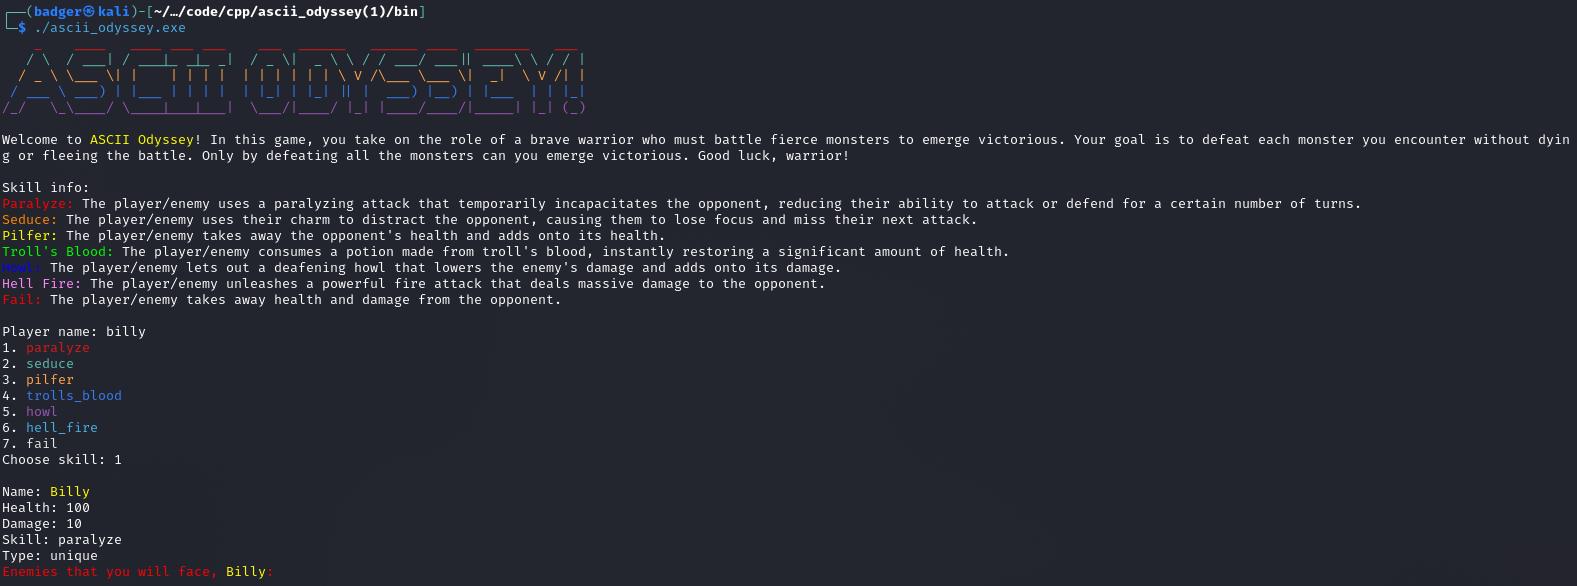 ┌──(badger㉿kali)-[~/…/code/cpp/ascii_odyssey(1)/bin]
└─$ ./ascii_odyssey.exe
ASCII ODYSSEY!
Welcome to ASCII Odyssey! In this game, you take on the role of a brave warrior who must battle fierce monsters to emerge victorious. Your goal is to defeat each monster you encounter without dyin
g or fleeing the battle. Only by defeating all the monsters can you emerge victorious. Good luck, warrior!
Skill info:
Paralyze: The player/enemy uses a paralyzing attack that temporarily incapacitates the opponent, reducing their ability to attack or defend for a certain number of turns.
Seduce: The player/enemy uses their charm to distract the opponent, causing them to lose focus and miss their next attack.
Pilfer: The player/enemy takes away the opponent's health and adds onto its health.
Troll's Blood: The player/enemy consumes a potion made from troll's blood, instantly restoring a significant amount of health.
Howl: The player/enemy lets out a deafening howl that lowers the enemy's damage and adds onto its damage.
Hell Fire: The player/enemy unleashes a powerful fire attack that deals massive damage to the opponent.
Fail: The player/enemy takes away health and damage from the opponent.
Player name: billy
1. paralyze
2. seduce
3. pilfer
4. trolls_blood
5. howl
6. hell_fire
7. fail
Choose skill: 1
Name: Billy
Health: 100
Damage: 10
Skill: paralyze
Type: unique
Enemies that you will face, Billy: